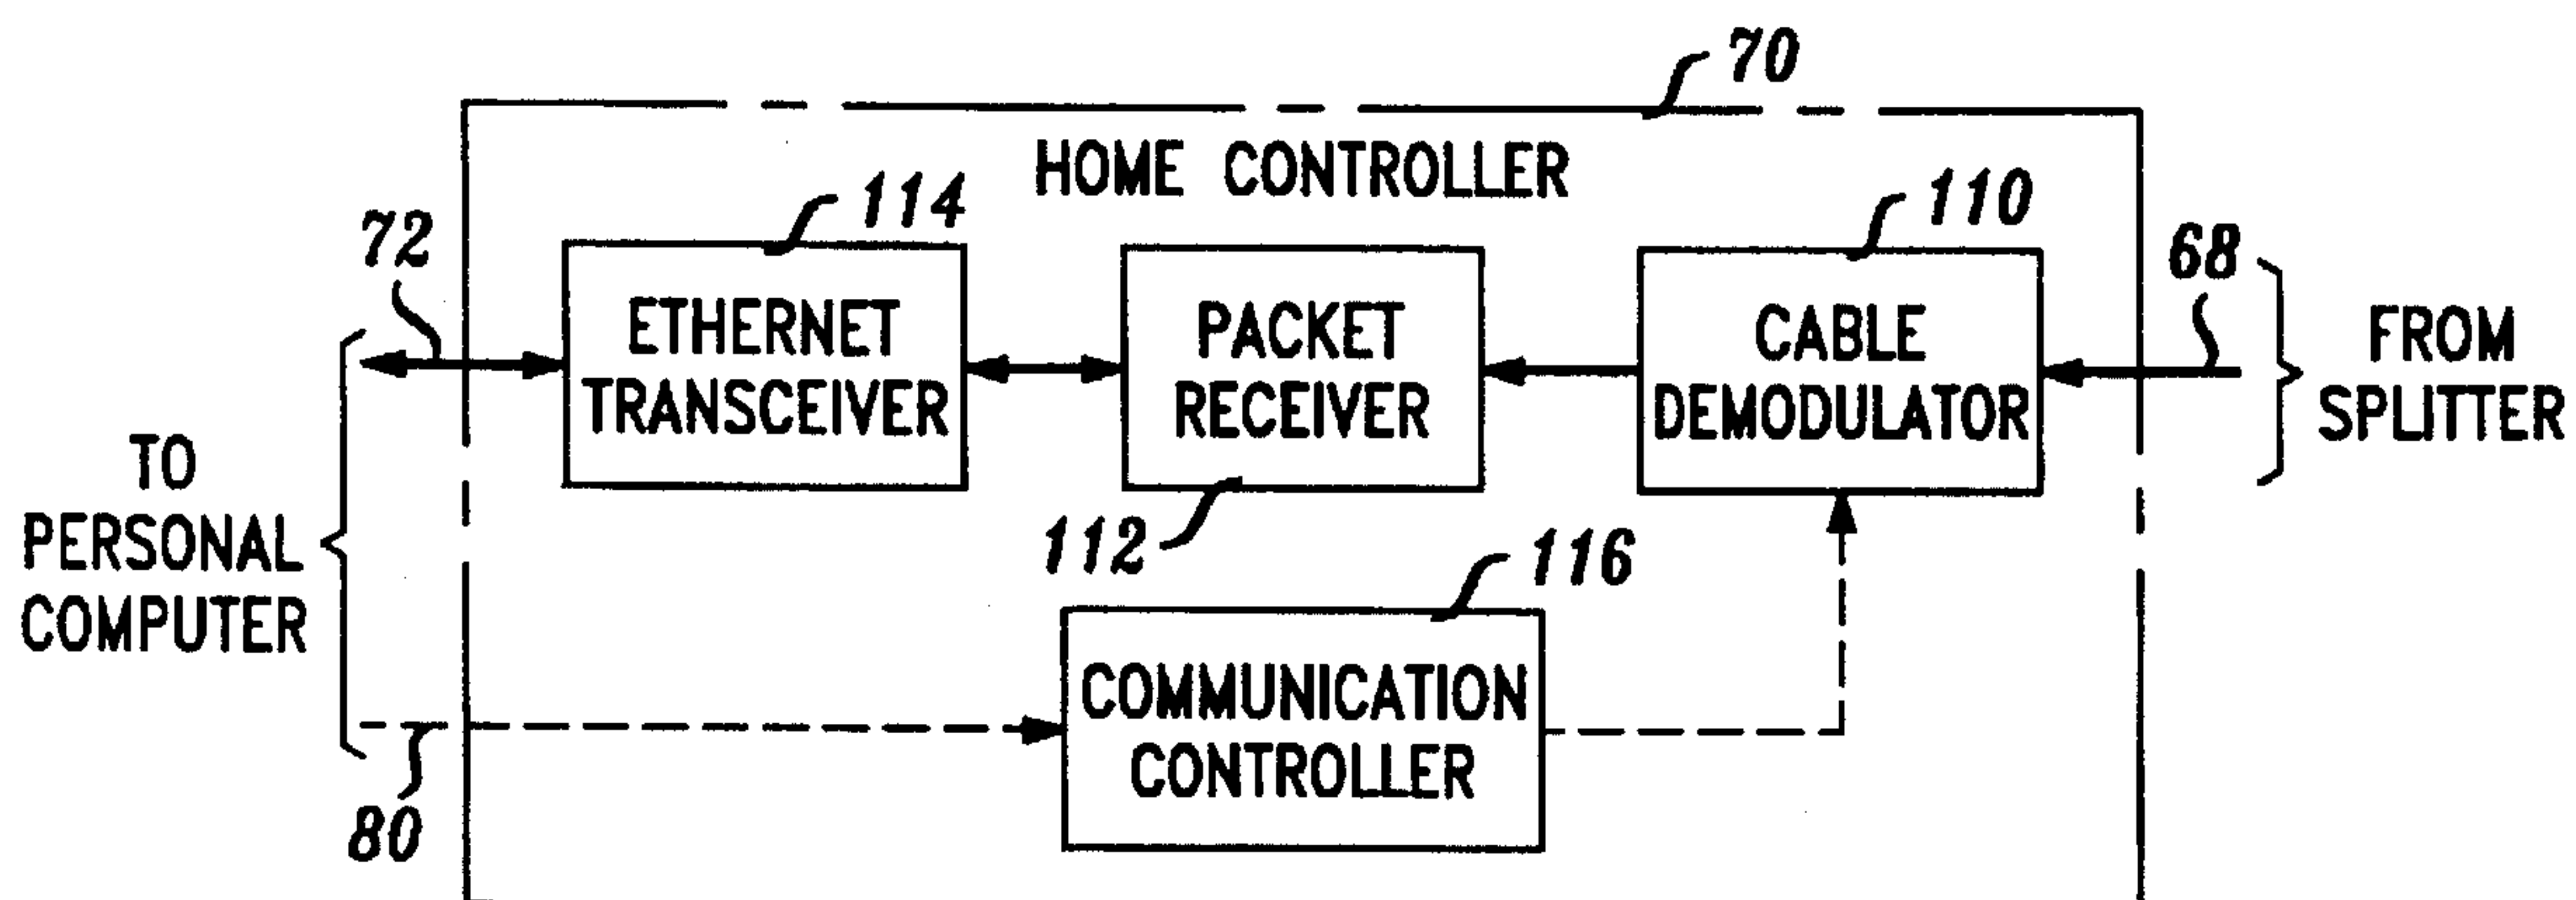 70
HOME CONTROLLER
114
110
72
68
ETHERNET
TRANSCEIVER
PACKET
RECEIVER
CABLE
DEMODULATOR
FROM
SPLITTER
TO
PERSONAL
COMPUTER
112
116
COMMUNICATION
CONTROLLER
80